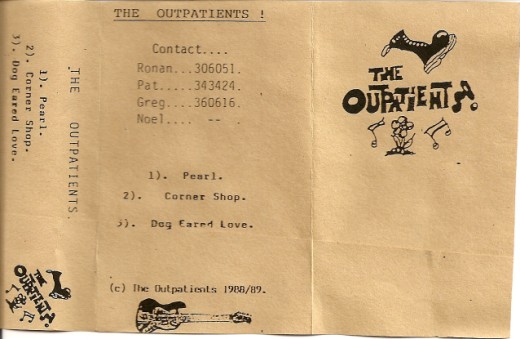 THE OUTPATIENTS !
Contact....
Ronan...306051.
Pat.....343424.
Greg....360616.
Noel.... -- .
1). Pearl.
2). Corner Shop.
3). Dog Eared Love.
(c) The Outpatients 1988/89.
THE OUTPATIENTS.
1). Pearl.
2). Corner Shop.
3). Dog Eared Love.
THE
OUTPATIENTS.
THE
OUTPATIENTS.